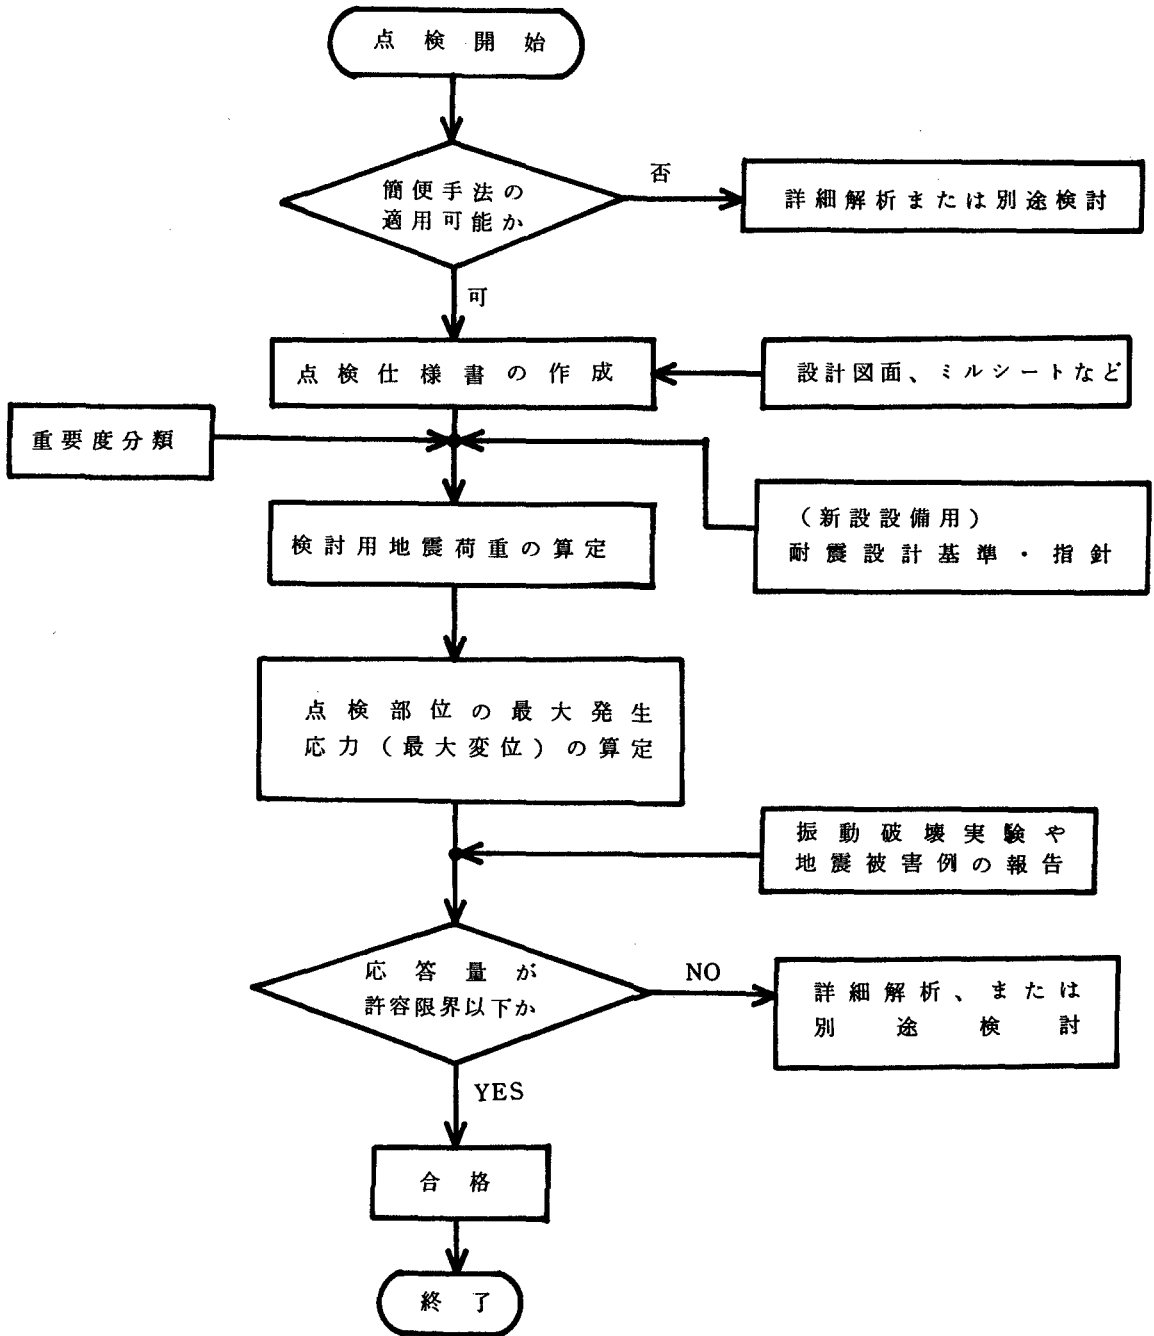 点検開始
簡便手法の
適用可能か
否
詳細解析または別途検討
可
点検仕様書の作成
設計図面、ミルシートなど
重要度分類
(新設設備用)
耐震設計基準・指針
検討用地震荷重の算定
点検部位の最大発生
応力(最大変位)の算定
振動破壊実験や
地震被害例の報告
応答量が
許容限界以下か
NO
詳細解析、または
別途検討
YES
合格
終了